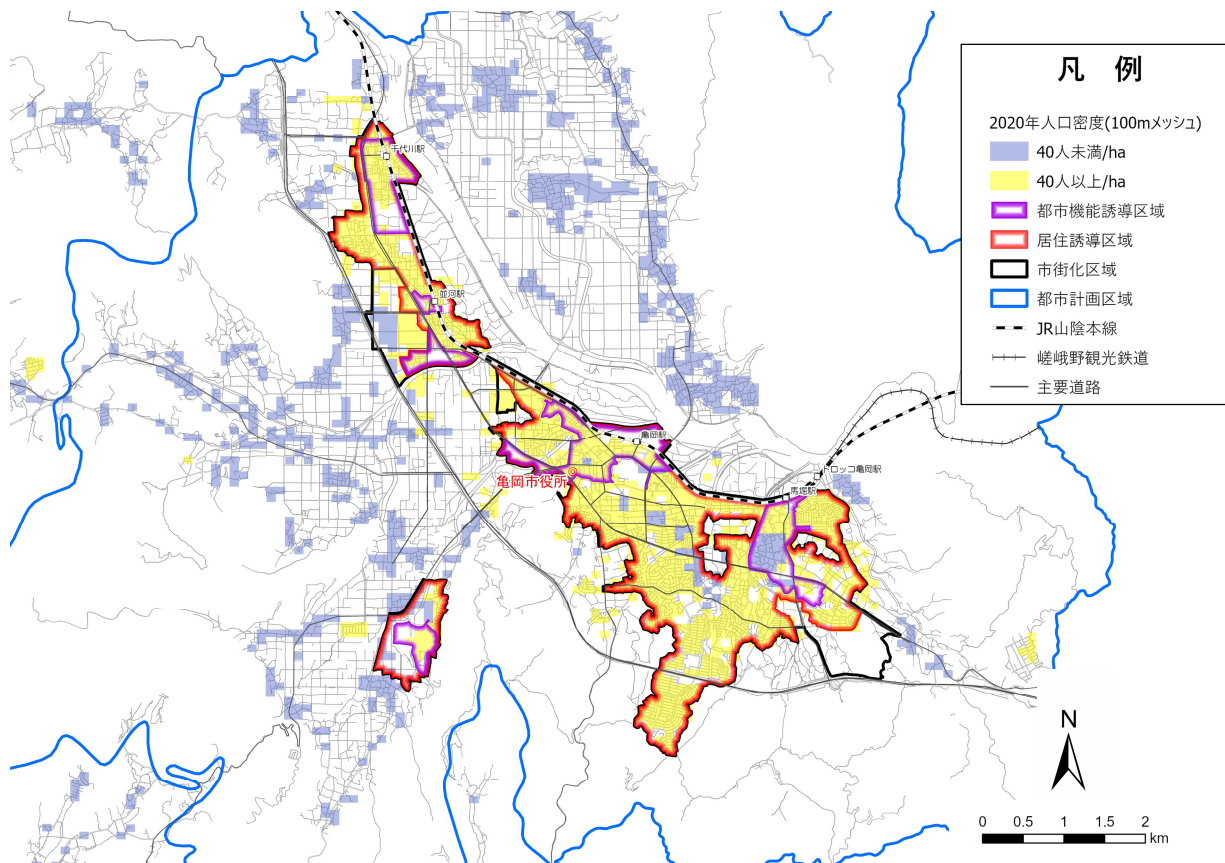 凡 例
2020年人口密度(100mメッシュ)
40人未満/ha
40人以上/ha
都市機能誘導区域
居住誘導区域
市街化区域
都市計画区域
JR山陰本線
嵯峨野観光鉄道
主要道路
千代川駅
並河駅
亀岡駅
亀岡市役所
トロッコ亀岡駅
馬堀駅
N
0 0.5 1 1.5 2
km